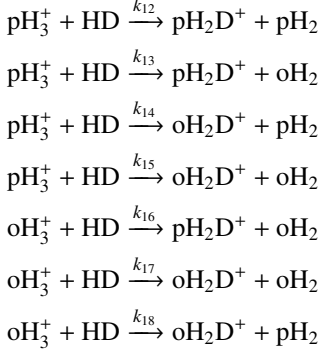 pH₃⁺ + HD —k₁₂→ pH₂D⁺ + pH₂
pH₃⁺ + HD —k₁₃→ pH₂D⁺ + oH₂
pH₃⁺ + HD —k₁₄→ oH₂D⁺ + pH₂
pH₃⁺ + HD —k₁₅→ oH₂D⁺ + oH₂
oH₃⁺ + HD —k₁₆→ pH₂D⁺ + oH₂
oH₃⁺ + HD —k₁₇→ oH₂D⁺ + oH₂
oH₃⁺ + HD —k₁₈→ oH₂D⁺ + pH₂